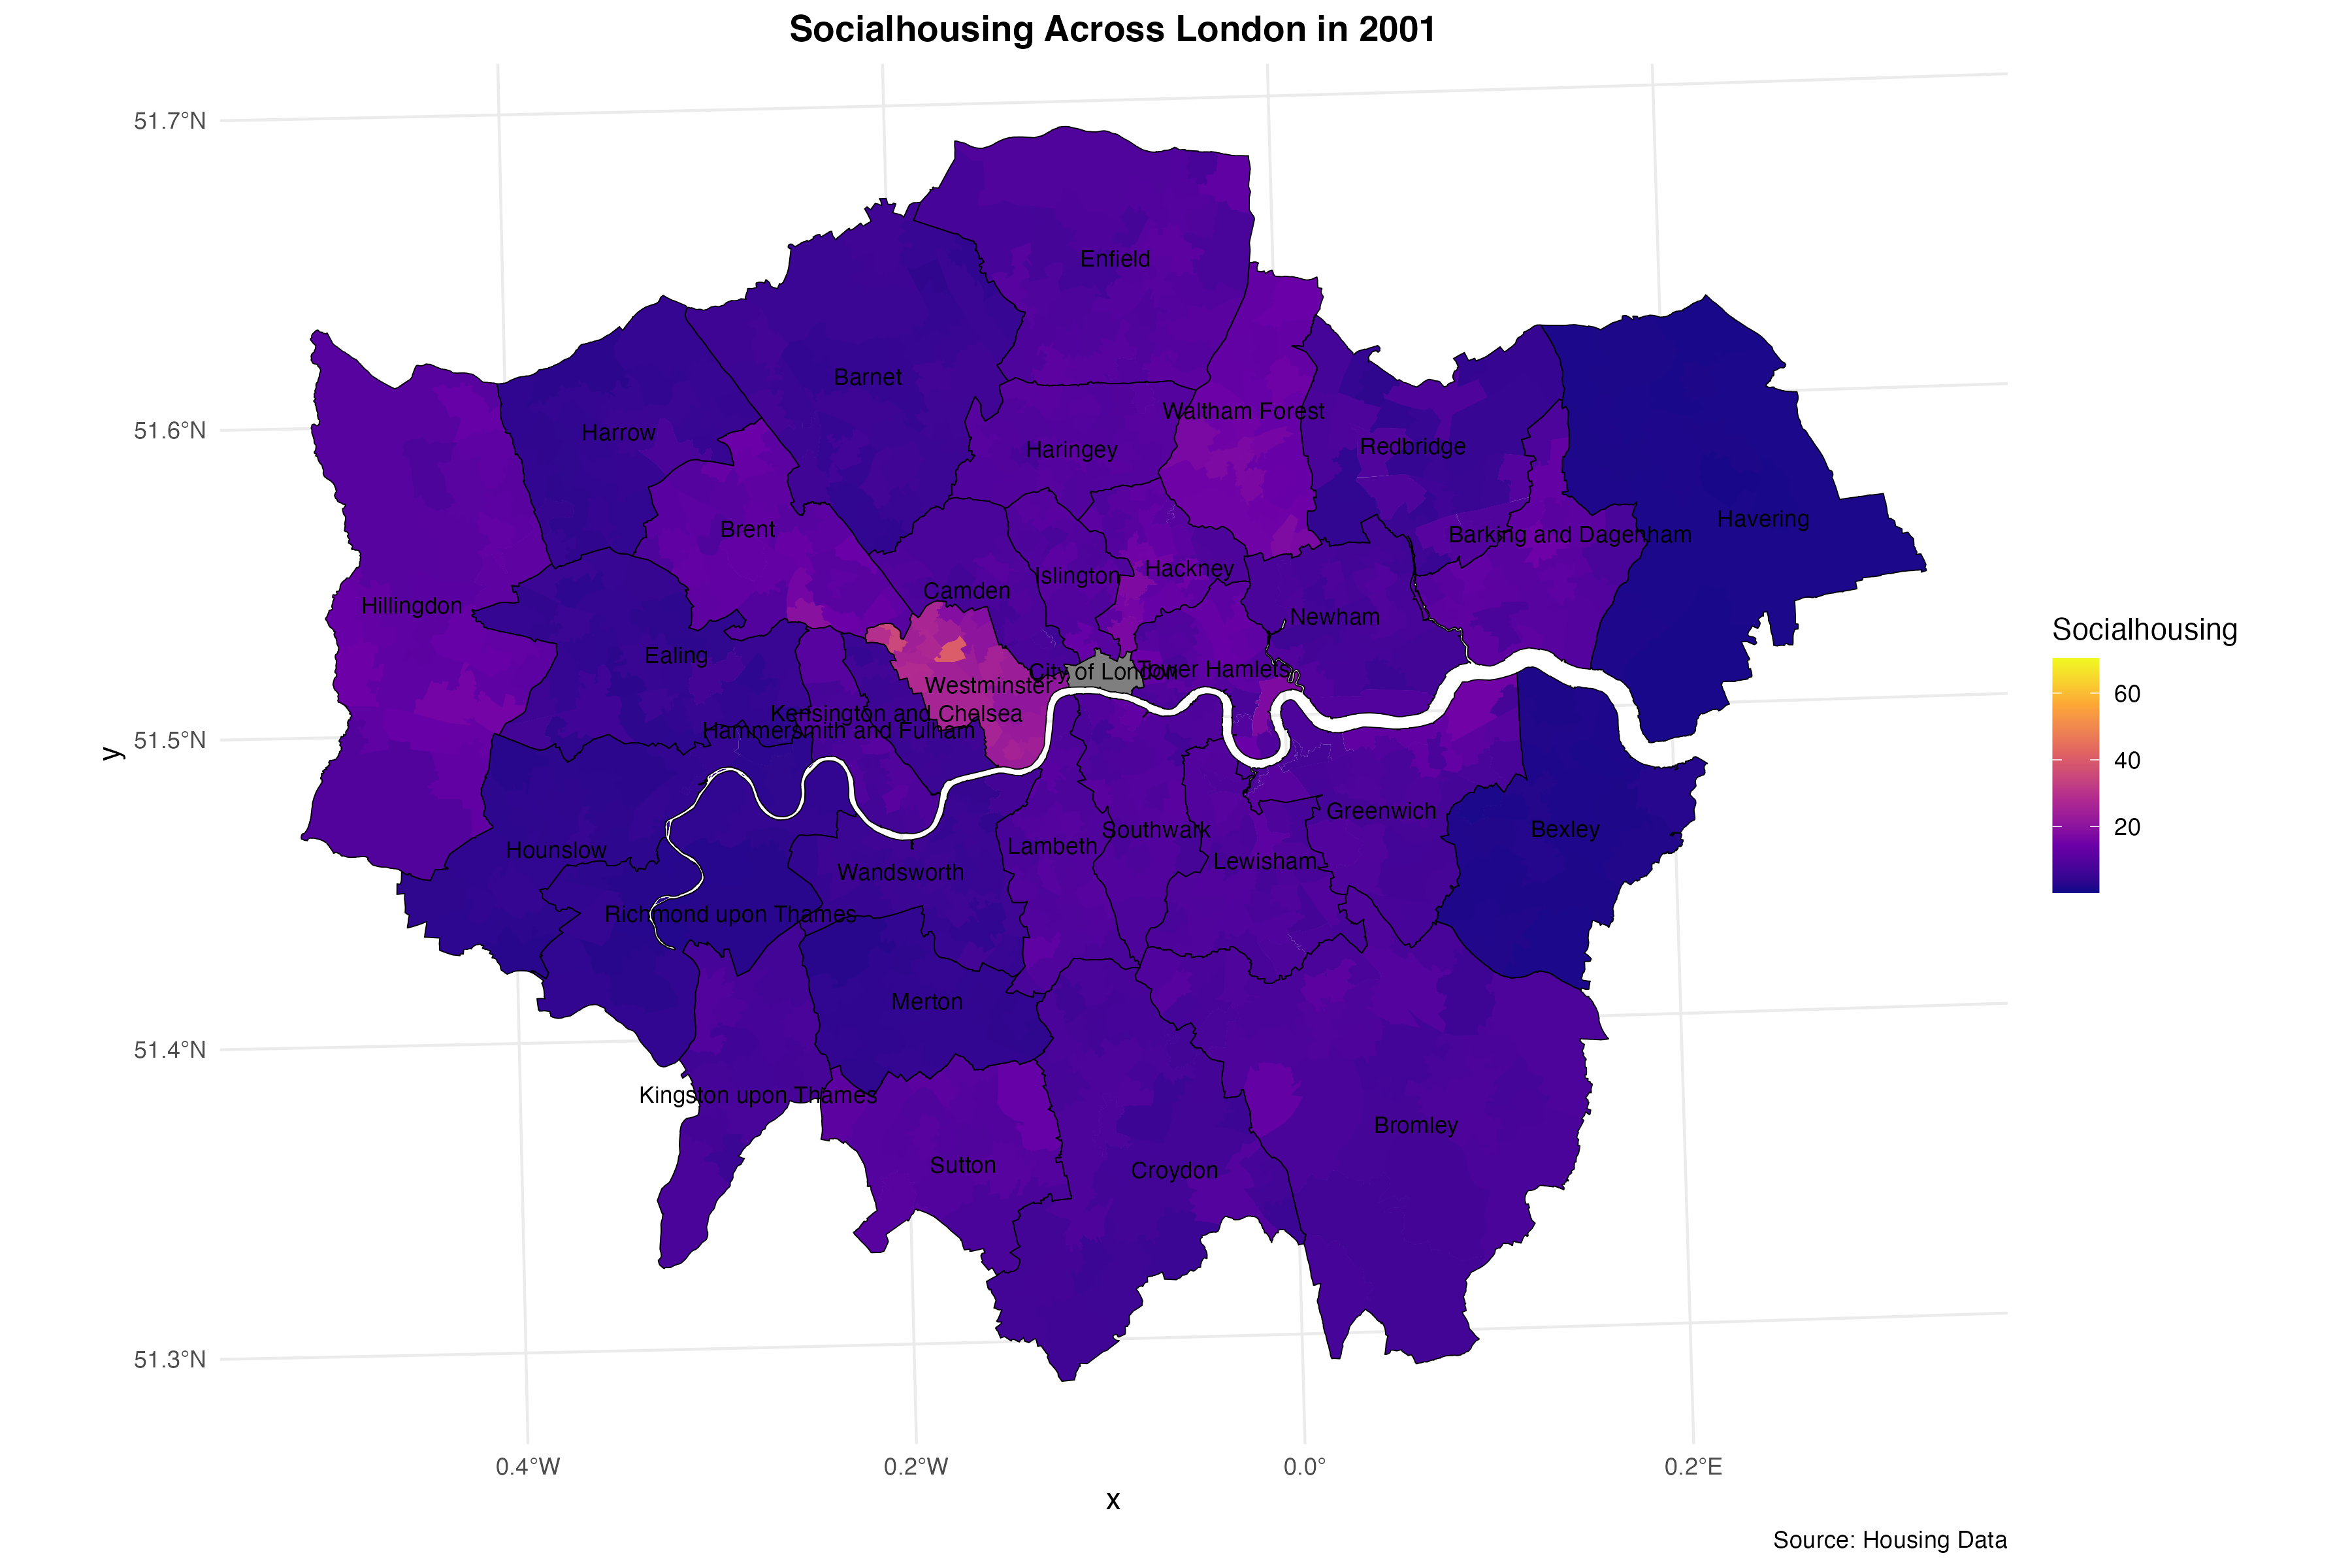 Socialhousing Across London in 2001
51.7°N
51.6°N
51.5°N
51.4°N
51.3°N
y
Enfield
Barnet
Waltham Forest
Harrow
Redbridge
Haringey
Havering
Brent
Barking and Dagenham
Hackney
Islington
Camden
Hillingdon
Newham
Ealing
City of London
Tower Hamlets
Westminster
Kensington and Chelsea
Hammersmith and Fulham
Greenwich
Bexley
Southwark
Lambeth
Hounslow
Lewisham
Wandsworth
Richmond upon Thames
Merton
Kingston upon Thames
Bromley
Sutton
Croydon
Socialhousing
60
40
20
0.4°W
0.2°W
0.0°
0.2°E
x
Source: Housing Data